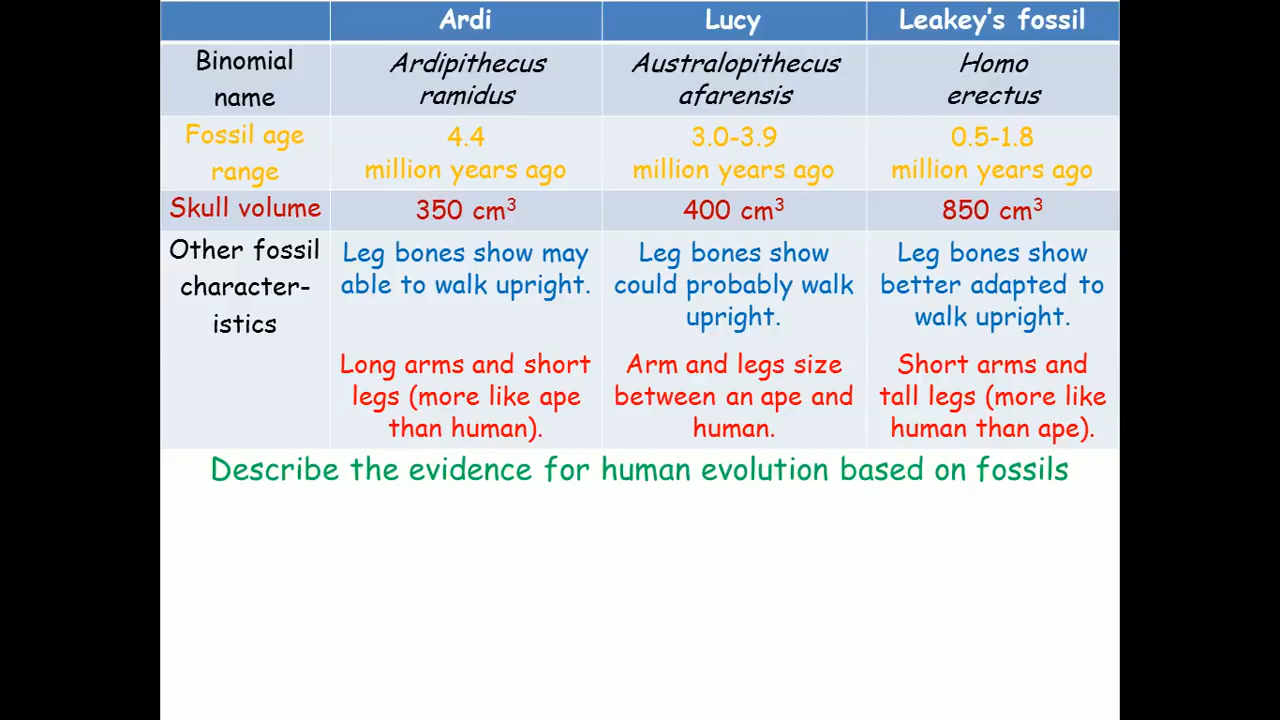 Ardi Lucy Leakey's fossil
Binomial name
Ardipithecus ramidus
Australopithecus afarensis
Homo erectus
Fossil age range
4.4 million years ago
3.0-3.9 million years ago
0.5-1.8 million years ago
Skull volume
350 cm³
400 cm³
850 cm³
Other fossil
character-
istics
Leg bones show may
able to walk upright.
Long arms and short
legs (more like ape
than human).
Leg bones show
could probably walk
upright.
Arm and legs size
between an ape and
human.
Leg bones show
better adapted to
walk upright.
Short arms and
tall legs (more like
human than ape).
Describe the evidence for human evolution based on fossils